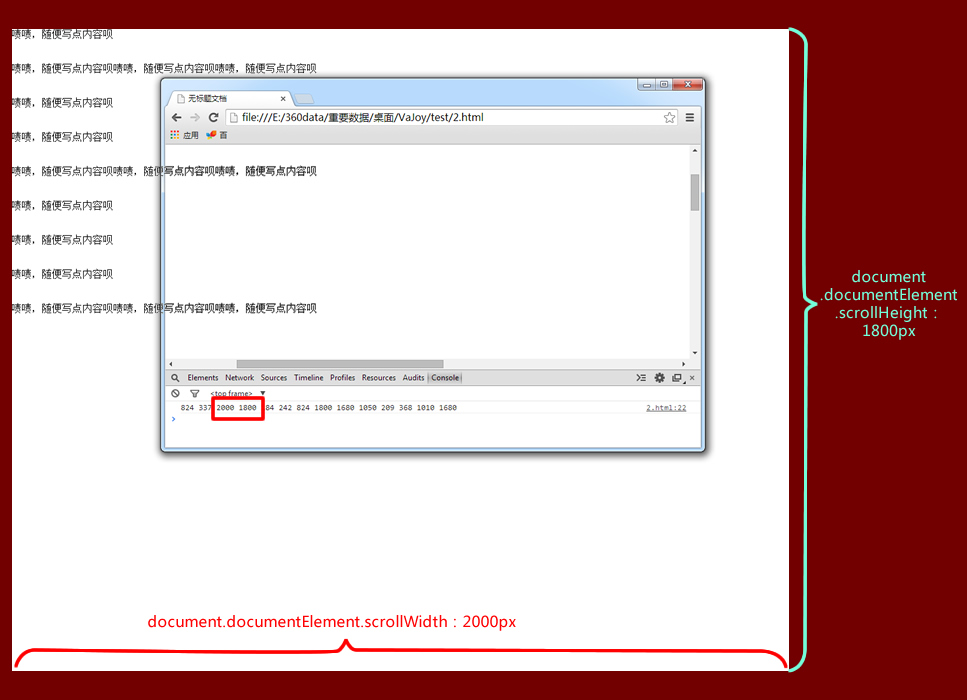 啧啧，随便写点内容呗
啧啧，随便写点内容呗啧啧，随便写点内容呗啧啧，随便写点内容呗
啧啧，随便写点内容呗
啧啧，随便写点内容呗
啧啧，随便写点内容呗啧啧，随便写点内容呗啧啧，随便写点内容呗
啧啧，随便写点内容呗
啧啧，随便写点内容呗
啧啧，随便写点内容呗
啧啧，随便写点内容呗啧啧，随便写点内容呗啧啧，随便写点内容呗
无标题文档
file:///E:/360data/重要数据/桌面/VaJoy/test/2.html
应用 百
Elements Network Sources Timeline Profiles Resources Audits Console
<top frame>
824 337 2000 1800 84 242 824 1800 1680 1050 209 368 1010 1680 2.html:22
document
.documentElement
.scrollHeight：
1800px
document.documentElement.scrollWidth：2000px